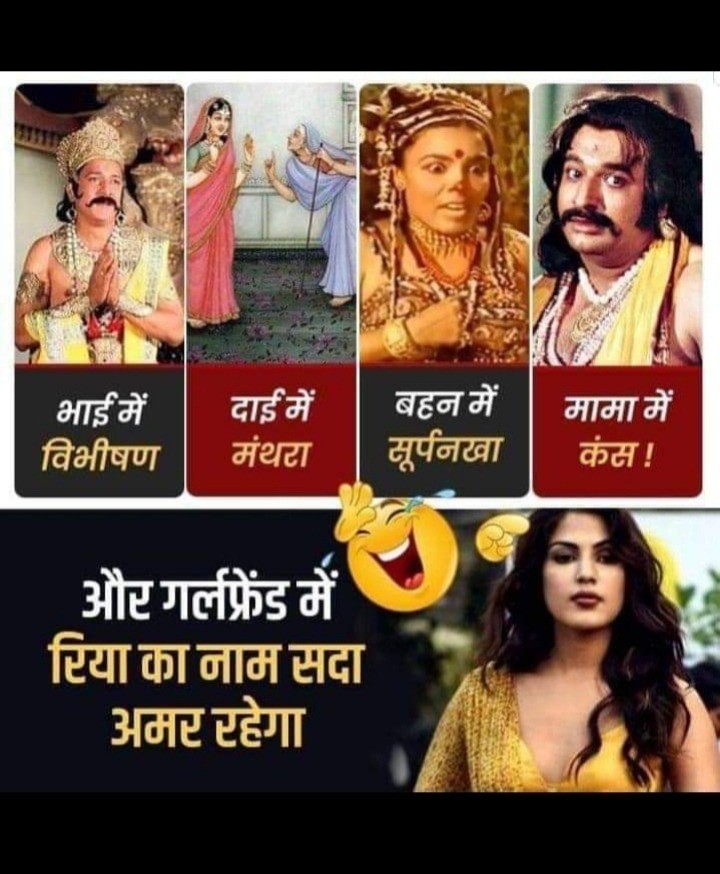 भाई में
विभीषण
दाई में
मंथरा
बहन में
सूर्पनखा
मामा में
कंस !
और गर्लफ्रेंड में
रिया का नाम सदा
अमर रहेगा